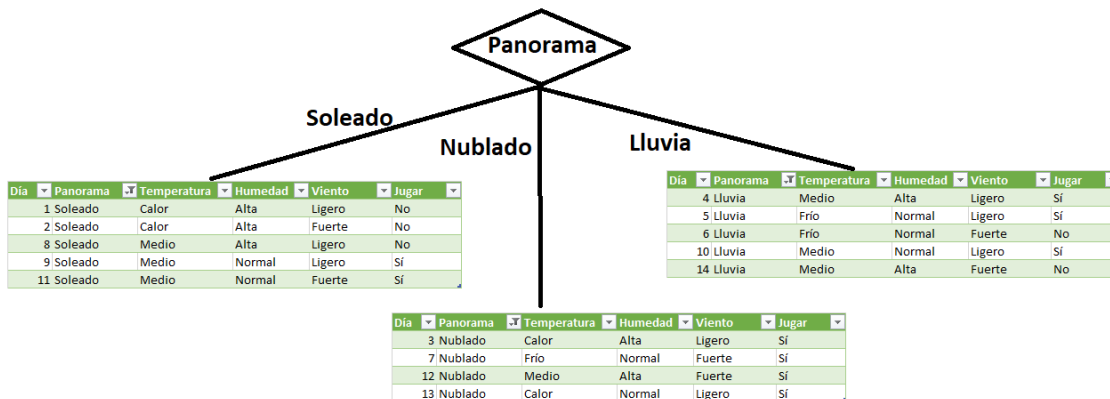 Panorama
Soleado
Nublado
Lluvia
Día Panorama Temperatura Humedad Viento Jugar
1 Soleado Calor Alta Ligero No
2 Soleado Calor Alta Fuerte No
8 Soleado Medio Alta Ligero No
9 Soleado Medio Normal Ligero Sí
11 Soleado Medio Normal Fuerte Sí
Día Panorama Temperatura Humedad Viento Jugar
4 Lluvia Medio Alta Ligero Sí
5 Lluvia Frío Normal Ligero Sí
6 Lluvia Frío Normal Fuerte No
10 Lluvia Medio Normal Ligero Sí
14 Lluvia Medio Alta Fuerte No
Día Panorama Temperatura Humedad Viento Jugar
3 Nublado Calor Alta Ligero Sí
7 Nublado Frío Normal Fuerte Sí
12 Nublado Medio Alta Fuerte Sí
13 Nublado Calor Normal Ligero Sí